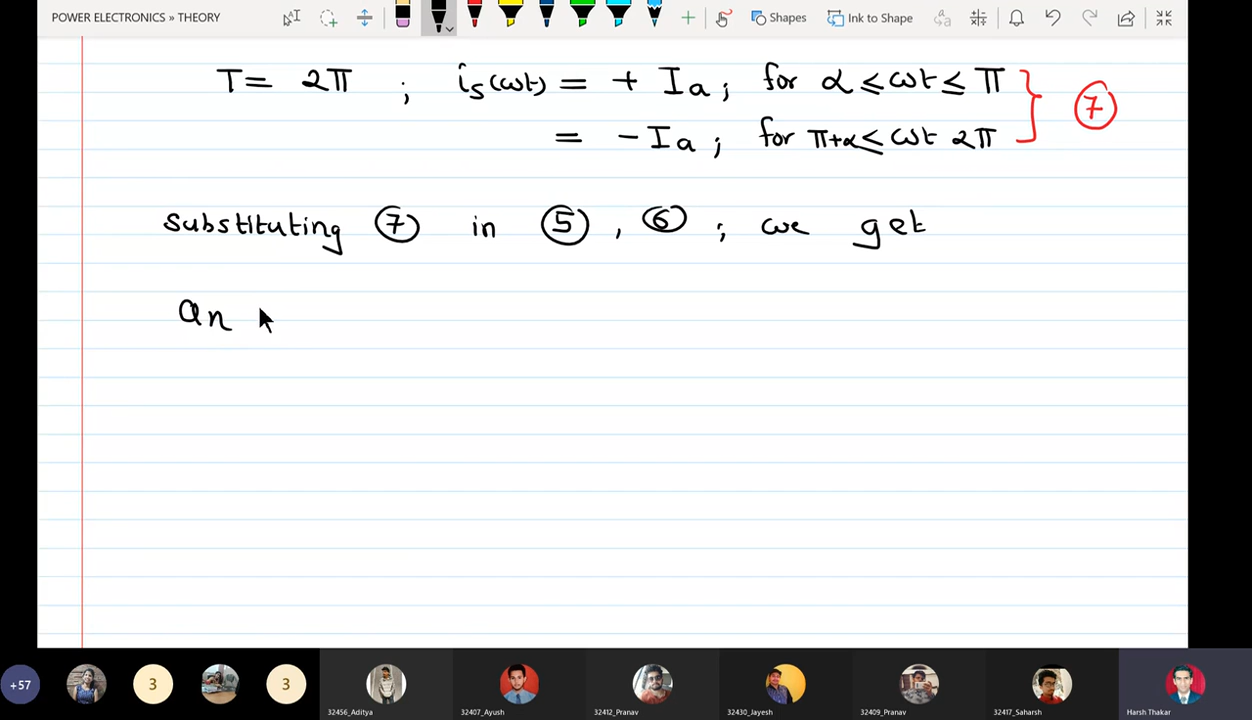 POWER ELECTRONICS » THEORY
Shapes
Ink to Shape
T= 2π ; is(ωt) = + Ia ; for α ≤ ωt ≤ π
= - Ia ; for π+α ≤ ωt 2π
7
Substituting 7 in 5 , 6 ; we get
an
+57
3
3
32456_Aditya
32407_Ayush
32412_Pranav
32430_Jayesh
32409_Pranav
32417_Saharsh
Harsh Thakar